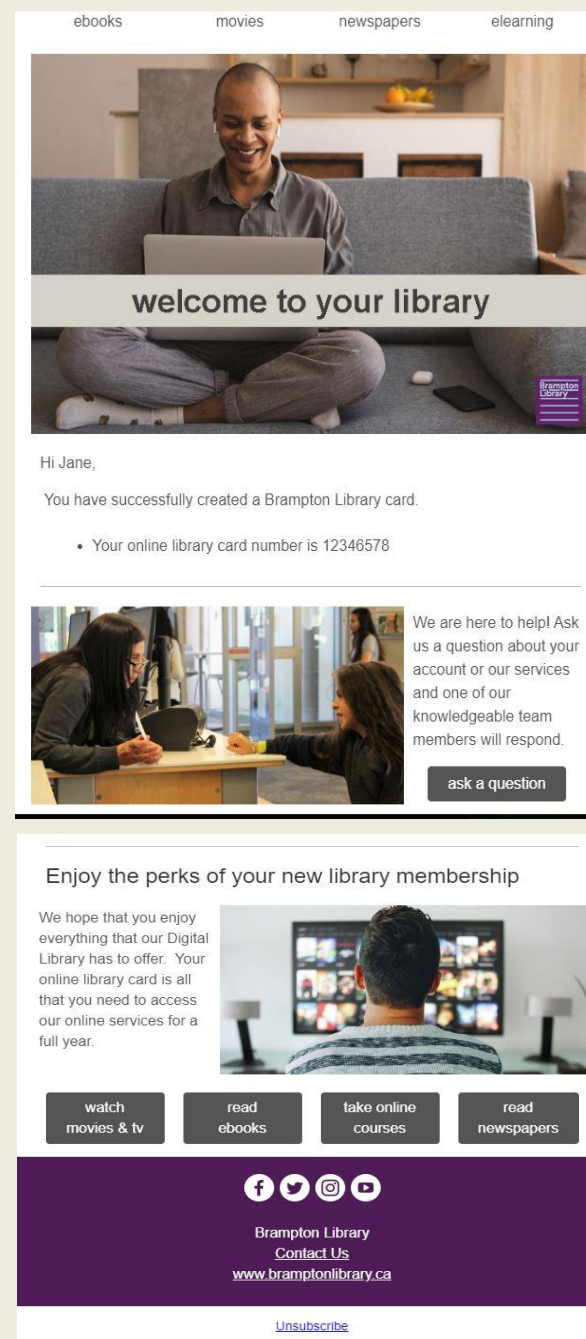 ebooks movies newspapers elearning
welcome to your library
Brampton
Library
Hi Jane,
You have successfully created a Brampton Library card.
• Your online library card number is 12346578
We are here to help! Ask
us a question about your
account or our services
and one of our
knowledgeable team
members will respond.
ask a question
Enjoy the perks of your new library membership
We hope that you enjoy
everything that our Digital
Library has to offer. Your
online library card is all
that you need to access
our online services for a
full year.
watch
movies & tv
read
ebooks
take online
courses
read
newspapers
Brampton Library
Contact Us
www.bramptonlibrary.ca
Unsubscribe